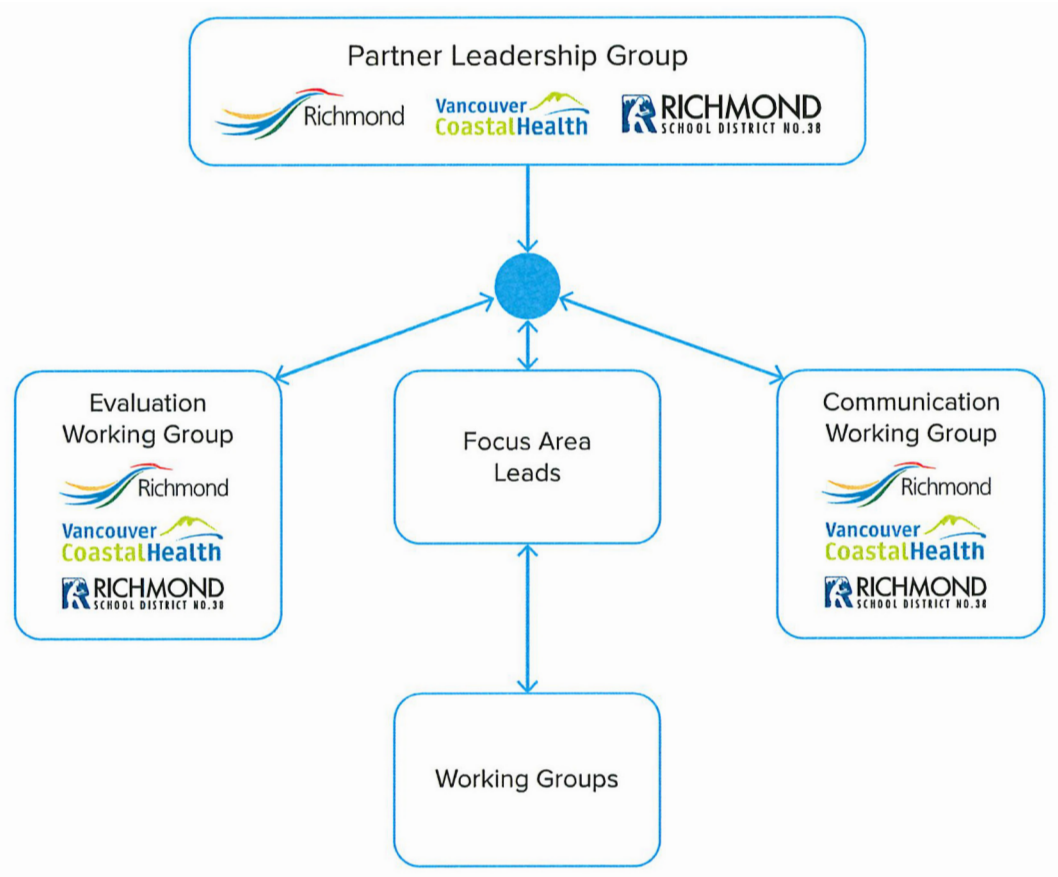 Partner Leadership Group
Richmond
Vancouver
CoastalHealth
RICHMOND
SCHOOL DISTRICT NO.38
Evaluation
Working Group
Richmond
Vancouver
CoastalHealth
RICHMOND
SCHOOL DISTRICT NO.38
Focus Area
Leads
Communication
Working Group
Richmond
Vancouver
CoastalHealth
RICHMOND
SCHOOL DISTRICT NO.38
Working Groups